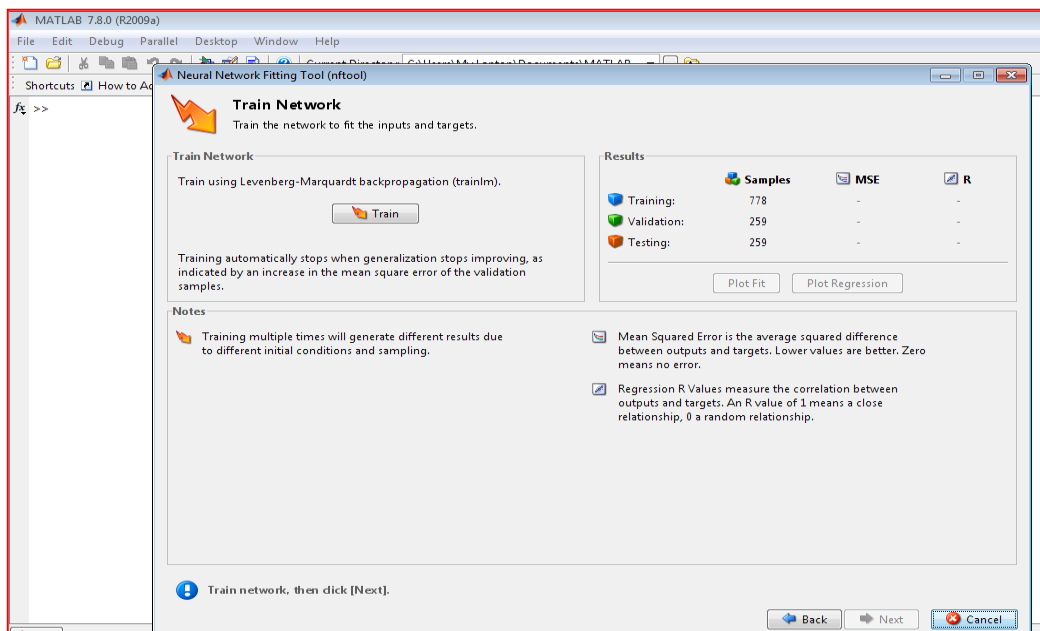 MATLAB 7.8.0 (R2009a)
File Edit Debug Parallel Desktop Window Help
Shortcuts How to Ad
fx >>
Neural Network Fitting Tool (nftool)
Train Network
Train the network to fit the inputs and targets.
Train Network
Train using Levenberg-Marquardt backpropagation (trainlm).
Train
Training automatically stops when generalization stops improving, as
indicated by an increase in the mean square error of the validation
samples.
Results
Samples MSE R
Training: 778 - -
Validation: 259 - -
Testing: 259 - -
Plot Fit Plot Regression
Notes
Training multiple times will generate different results due
to different initial conditions and sampling.
Mean Squared Error is the average squared difference
between outputs and targets. Lower values are better. Zero
means no error.
Regression R Values measure the correlation between
outputs and targets. An R value of 1 means a close
relationship, 0 a random relationship.
Train network, then click [Next].
Back Next Cancel